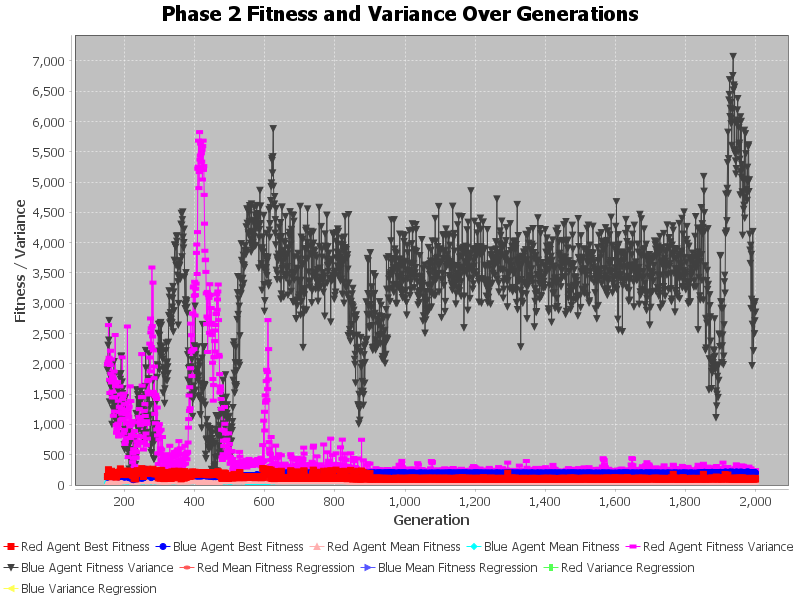 Phase 2 Fitness and Variance Over Generations
7,000
6,500
6,000
5,500
5,000
4,500
4,000
3,500
3,000
2,500
2,000
1,500
1,000
500
0
Fitness / Variance
200 400 600 800 1,000 1,200 1,400 1,600 1,800 2,000
Generation
Red Agent Best Fitness Blue Agent Best Fitness Red Agent Mean Fitness Blue Agent Mean Fitness Red Agent Fitness Variance
Blue Agent Fitness Variance Red Mean Fitness Regression Blue Mean Fitness Regression Red Variance Regression
Blue Variance Regression